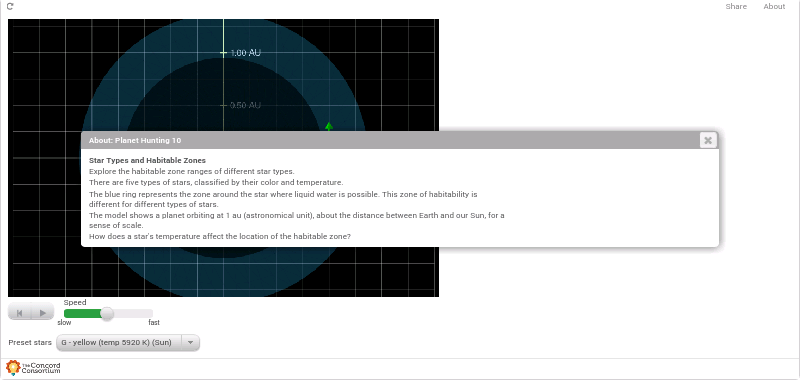 Share About
1.00 AU
0.50 AU
About: Planet Hunting 10
Star Types and Habitable Zones
Explore the habitable zone ranges of different star types.
There are five types of stars, classified by their color and temperature.
The blue ring represents the zone around the star where liquid water is possible. This zone of habitability is
different for different types of stars.
The model shows a planet orbiting at 1 au (astronomical unit), about the distance between Earth and our Sun, for a
sense of scale.
How does a star's temperature affect the location of the habitable zone?
Speed
slow fast
Preset stars G - yellow (temp 5920 K) (Sun)
The Concord
Consortium